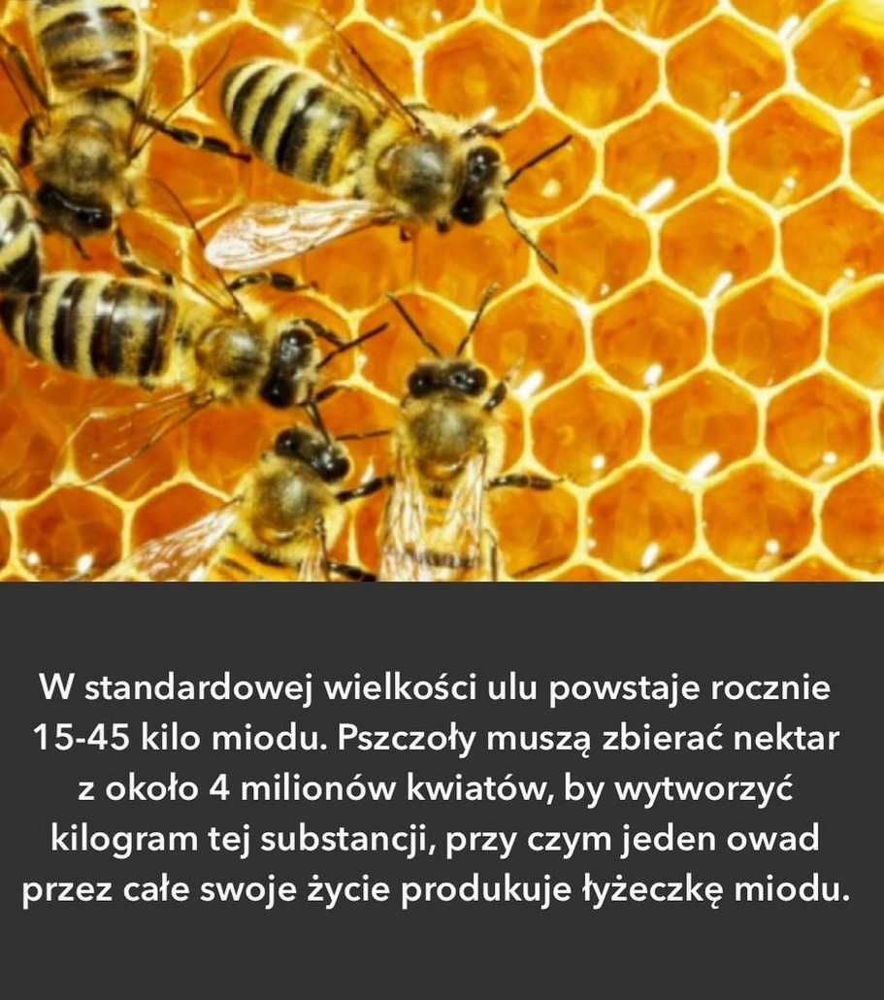 W standardowej wielkości ulu powstaje rocznie
15-45 kilo miodu. Pszczoły muszą zbierać nektar
z około 4 milionów kwiatów, by wytworzyć
kilogram tej substancji, przy czym jeden owad
przez całe swoje życie produkuje łyżeczkę miodu.